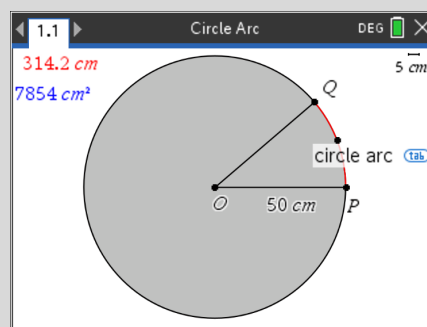 1.1 Circle Arc DEG
314.2 cm
5 cm
7854 cm²
Q
circle arc tab
O 50 cm P